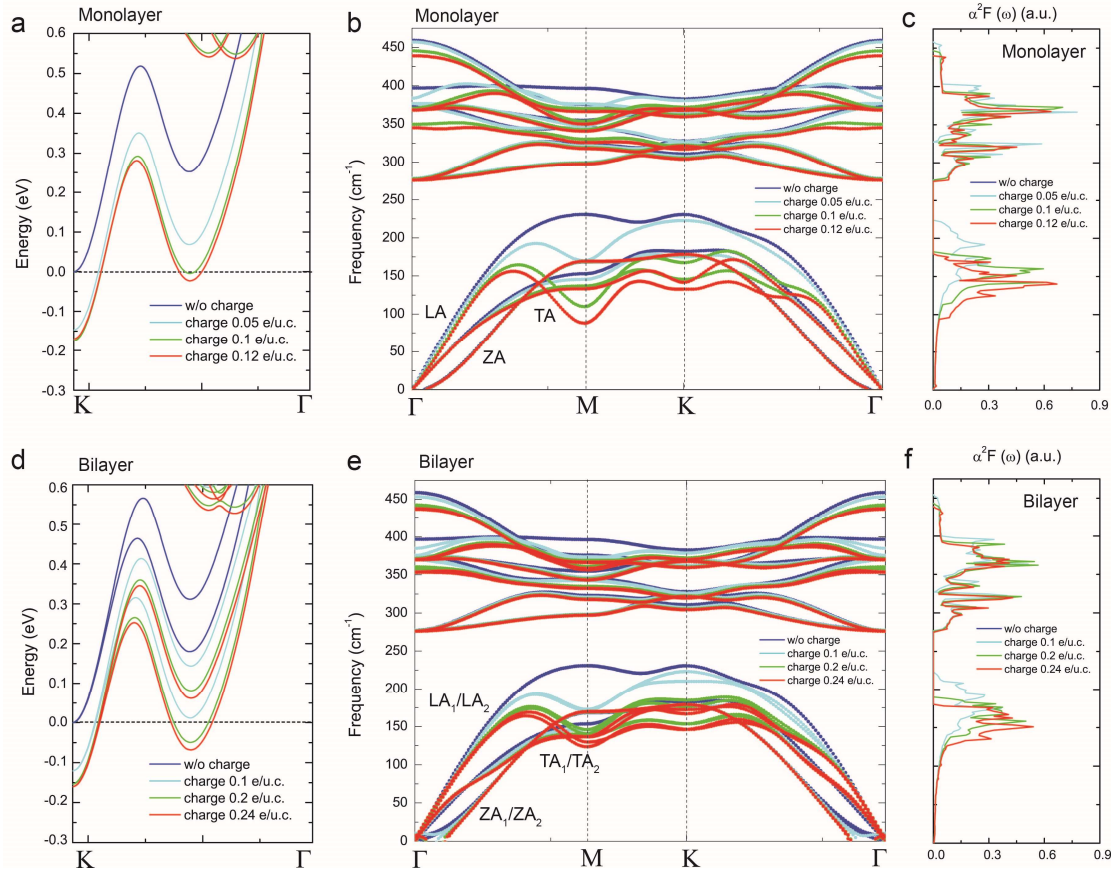 a
Monolayer
0.6
0.5
0.4
0.3
0.2
0.1
0.0
-0.1
-0.2
-0.3
Energy (eV)
w/o charge
charge 0.05 e/u.c.
charge 0.1 e/u.c.
charge 0.12 e/u.c.
K
Γ
b
Monolayer
450
400
350
300
250
200
150
100
50
0
Frequency (cm⁻¹)
w/o charge
charge 0.05 e/u.c.
charge 0.1 e/u.c.
charge 0.12 e/u.c.
LA
TA
ZA
Γ
M
K
Γ
c
α²F (ω) (a.u.)
Monolayer
w/o charge
charge 0.05 e/u.c.
charge 0.1 e/u.c.
charge 0.12 e/u.c.
0.0
0.3
0.6
0.9
d
Bilayer
0.6
0.5
0.4
0.3
0.2
0.1
0.0
-0.1
-0.2
-0.3
Energy (eV)
w/o charge
charge 0.1 e/u.c.
charge 0.2 e/u.c.
charge 0.24 e/u.c.
K
Γ
e
Bilayer
450
400
350
300
250
200
150
100
50
0
Frequency (cm⁻¹)
w/o charge
charge 0.1 e/u.c.
charge 0.2 e/u.c.
charge 0.24 e/u.c.
LA₁/LA₂
TA₁/TA₂
ZA₁/ZA₂
Γ
M
K
Γ
f
α²F (ω) (a.u.)
Bilayer
w/o charge
charge 0.1 e/u.c.
charge 0.2 e/u.c.
charge 0.24 e/u.c.
0.0
0.3
0.6
0.9